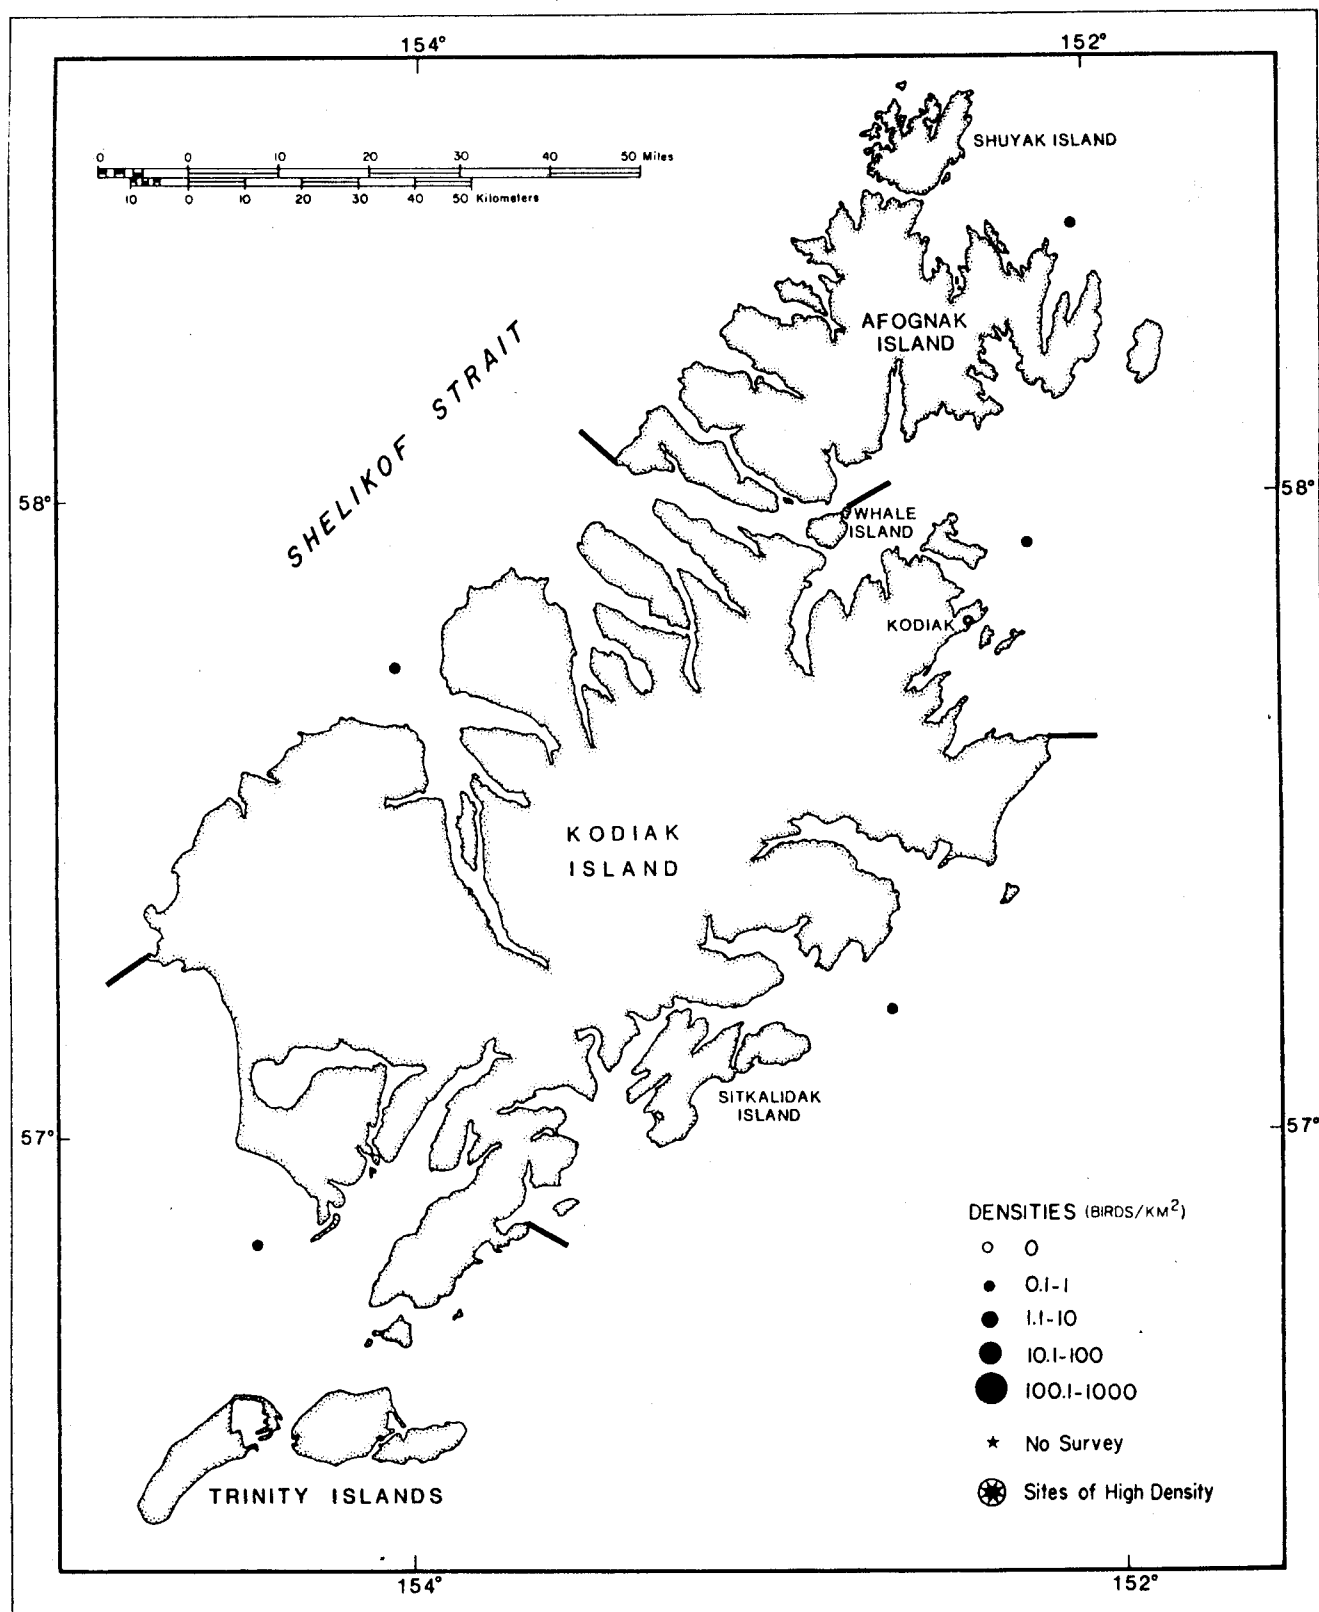 154°
152°
0 0 10 20 30 40 50 Miles
10 0 10 20 30 40 50 Kilometers
SHUYAK ISLAND
AFOGNAK
ISLAND
SHELIKOF STRAIT
58°
58°
WHALE
ISLAND
KODIAK
KODIAK
ISLAND
SITKALIDAK
ISLAND
57°
57°
DENSITIES (BIRDS/KM²)
0
0.1-1
1.1-10
10.1-100
100.1-1000
No Survey
Sites of High Density
TRINITY ISLANDS
154°
152°